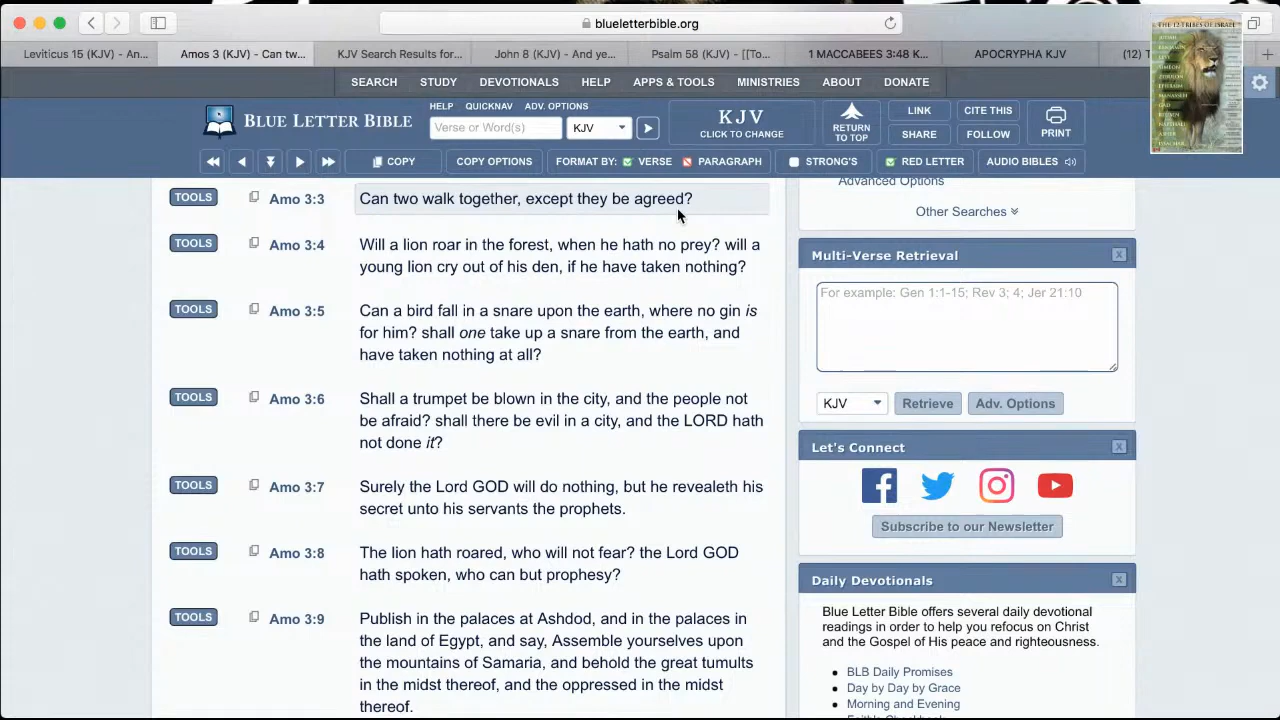 blueletterbible.org
Leviticus 15 (KJV) - An...
Amos 3 (KJV) - Can tw...
KJV Search Results for...
John 5 (KJV) - And ye...
Psalm 58 (KJV) - [[To...
1 MACCABEES 3:48 K...
APOCRYPHA KJV
(12) T
THE 12 TRIBES OF ISRAEL
SEARCH
STUDY
DEVOTIONALS
HELP
APPS & TOOLS
MINISTRIES
ABOUT
DONATE
BLUE LETTER BIBLE
HELP
QUICKNAV
ADV. OPTIONS
Verse or Word(s)
KJV
KJV
CLICK TO CHANGE
RETURN
TO TOP
LINK
CITE THIS
SHARE
FOLLOW
PRINT
COPY
COPY OPTIONS
FORMAT BY:
VERSE
PARAGRAPH
STRONG'S
RED LETTER
AUDIO BIBLES
TOOLS
Amo 3:3
Can two walk together, except they be agreed?
TOOLS
Amo 3:4
Will a lion roar in the forest, when he hath no prey? will a
young lion cry out of his den, if he have taken nothing?
TOOLS
Amo 3:5
Can a bird fall in a snare upon the earth, where no gin is
for him? shall one take up a snare from the earth, and
have taken nothing at all?
TOOLS
Amo 3:6
Shall a trumpet be blown in the city, and the people not
be afraid? shall there be evil in a city, and the LORD hath
not done it?
TOOLS
Amo 3:7
Surely the Lord GOD will do nothing, but he revealeth his
secret unto his servants the prophets.
TOOLS
Amo 3:8
The lion hath roared, who will not fear? the Lord GOD
hath spoken, who can but prophesy?
TOOLS
Amo 3:9
Publish in the palaces at Ashdod, and in the palaces in
the land of Egypt, and say, Assemble yourselves upon
the mountains of Samaria, and behold the great tumults
in the midst thereof, and the oppressed in the midst
thereof.
Advanced Options
Other Searches
Multi-Verse Retrieval
For example: Gen 1:1-15; Rev 3; 4; Jer 21:10
KJV
Retrieve
Adv. Options
Let's Connect
Subscribe to our Newsletter
Daily Devotionals
Blue Letter Bible offers several daily devotional
readings in order to help you refocus on Christ
and the Gospel of His peace and righteousness.
BLB Daily Promises
Day by Day by Grace
Morning and Evening